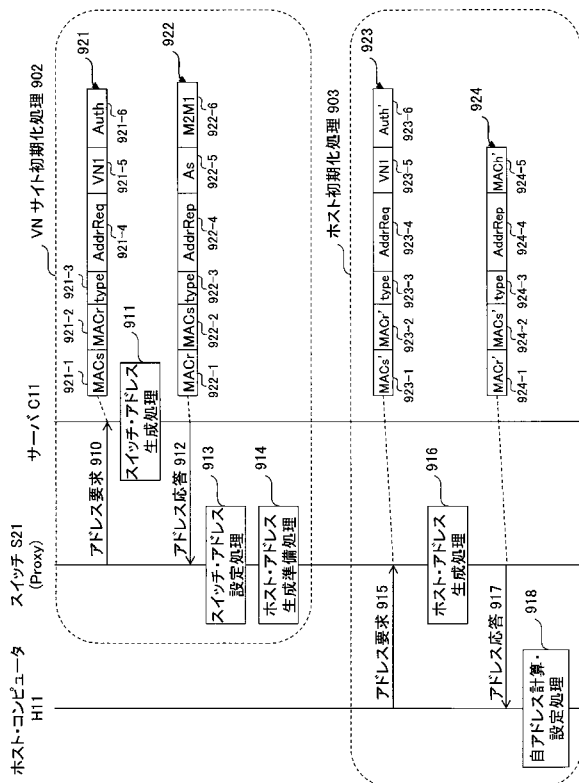 ホスト・コンピュータ
H11
スイッチ S21
(Proxy)
サーバ C11
VN サイト初期化処理 902
アドレス要求 910
921-1
921-2
921-3
MACs MACr type AddrReq VN1 Auth
921
921-4
921-5
921-6
911
スイッチ・アドレス
生成処理
アドレス応答 912
MACr MACs type AddrRep As M2M1
922
922-1
922-2
922-3
922-4
922-5
922-6
913
スイッチ・アドレス
設定処理
914
ホスト・アドレス
生成準備処理
ホスト初期化処理 903
アドレス要求 915
MACs' MACr' type AddrReq VN1 Auth'
923
923-1
923-2
923-3
923-4
923-5
923-6
916
ホスト・アドレス
生成処理
アドレス応答 917
MACr' MACs' type AddrRep MACh'
924
924-1
924-2
924-3
924-4
924-5
918
自アドレス計算・
設定処理